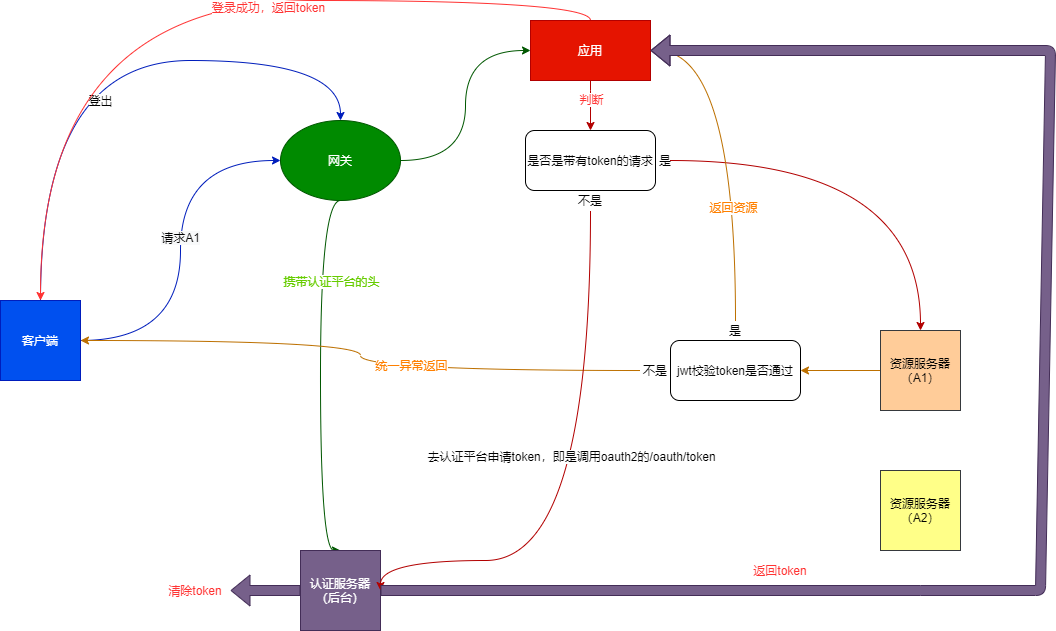 登录成功，返回token
应用
登出
判断
网关
是否是带有token的请求
是
不是
返回资源
请求A1
携带认证平台的头
客户端
是
统一异常返回
不是
jwt校验token是否通过
资源服务器
（A1）
去认证平台申请token，即是调用oauth2的/oauth/token
资源服务器
（A2）
返回token
清除token
认证服务器
（后台）